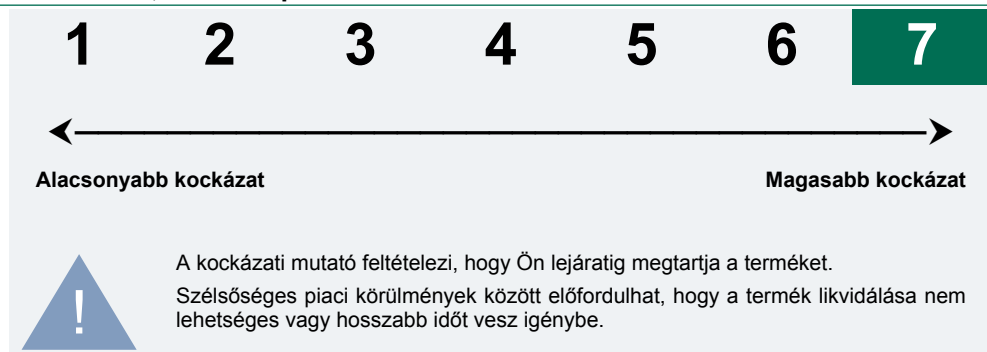 1 2 3 4 5 6 7
Alacsonyabb kockázat Magasabb kockázat
A kockázati mutató feltételezi, hogy Ön lejáratig megtartja a terméket.
Szélsőséges piaci körülmények között előfordulhat, hogy a termék likvidálása nem
lehetséges vagy hosszabb időt vesz igénybe.
!